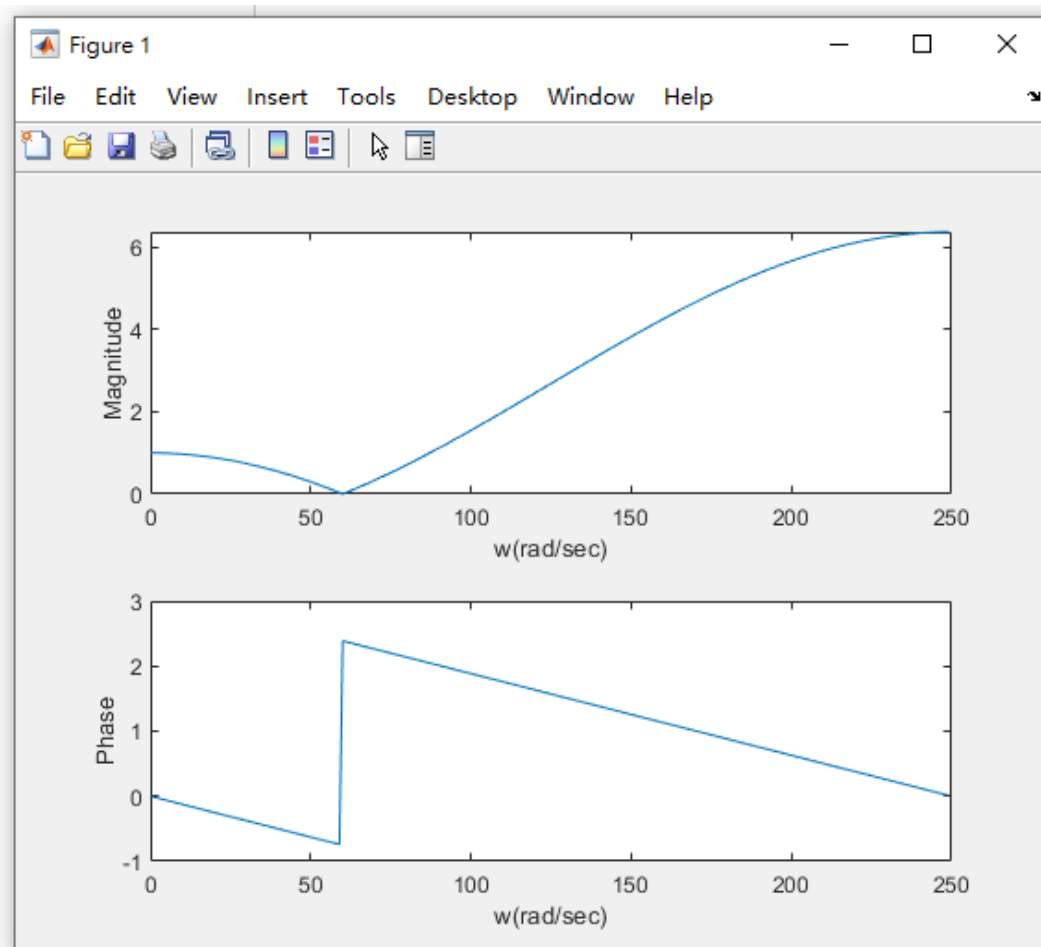 Figure 1
File Edit View Insert Tools Desktop Window Help
6
4
2
0
Magnitude
0 50 100 150 200 250
w(rad/sec)
3
2
1
0
-1
Phase
0 50 100 150 200 250
w(rad/sec)